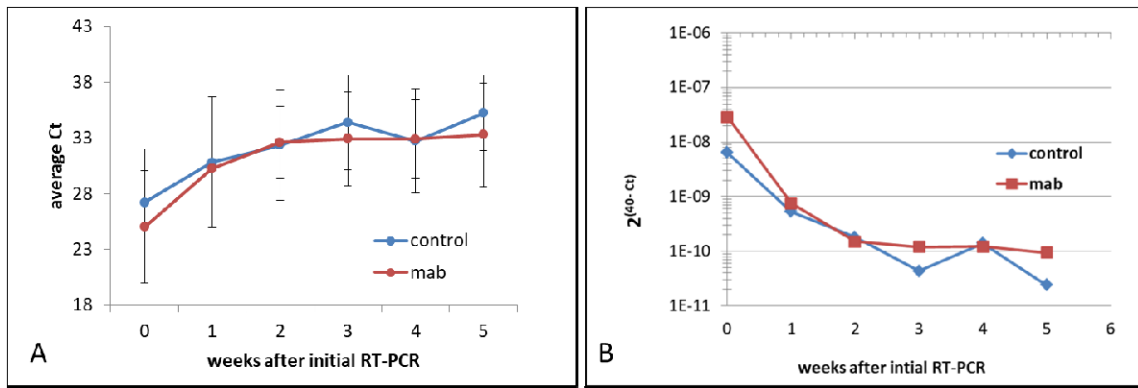 43
38
33
28
23
18
average Ct
control
mab
0 1 2 3 4 5
weeks after initial RT-PCR
A
1E-06
1E-07
1E-08
1E-09
1E-10
1E-11
2^(40- Ct)
control
mab
0 1 2 3 4 5 6
weeks after intial RT-PCR
B